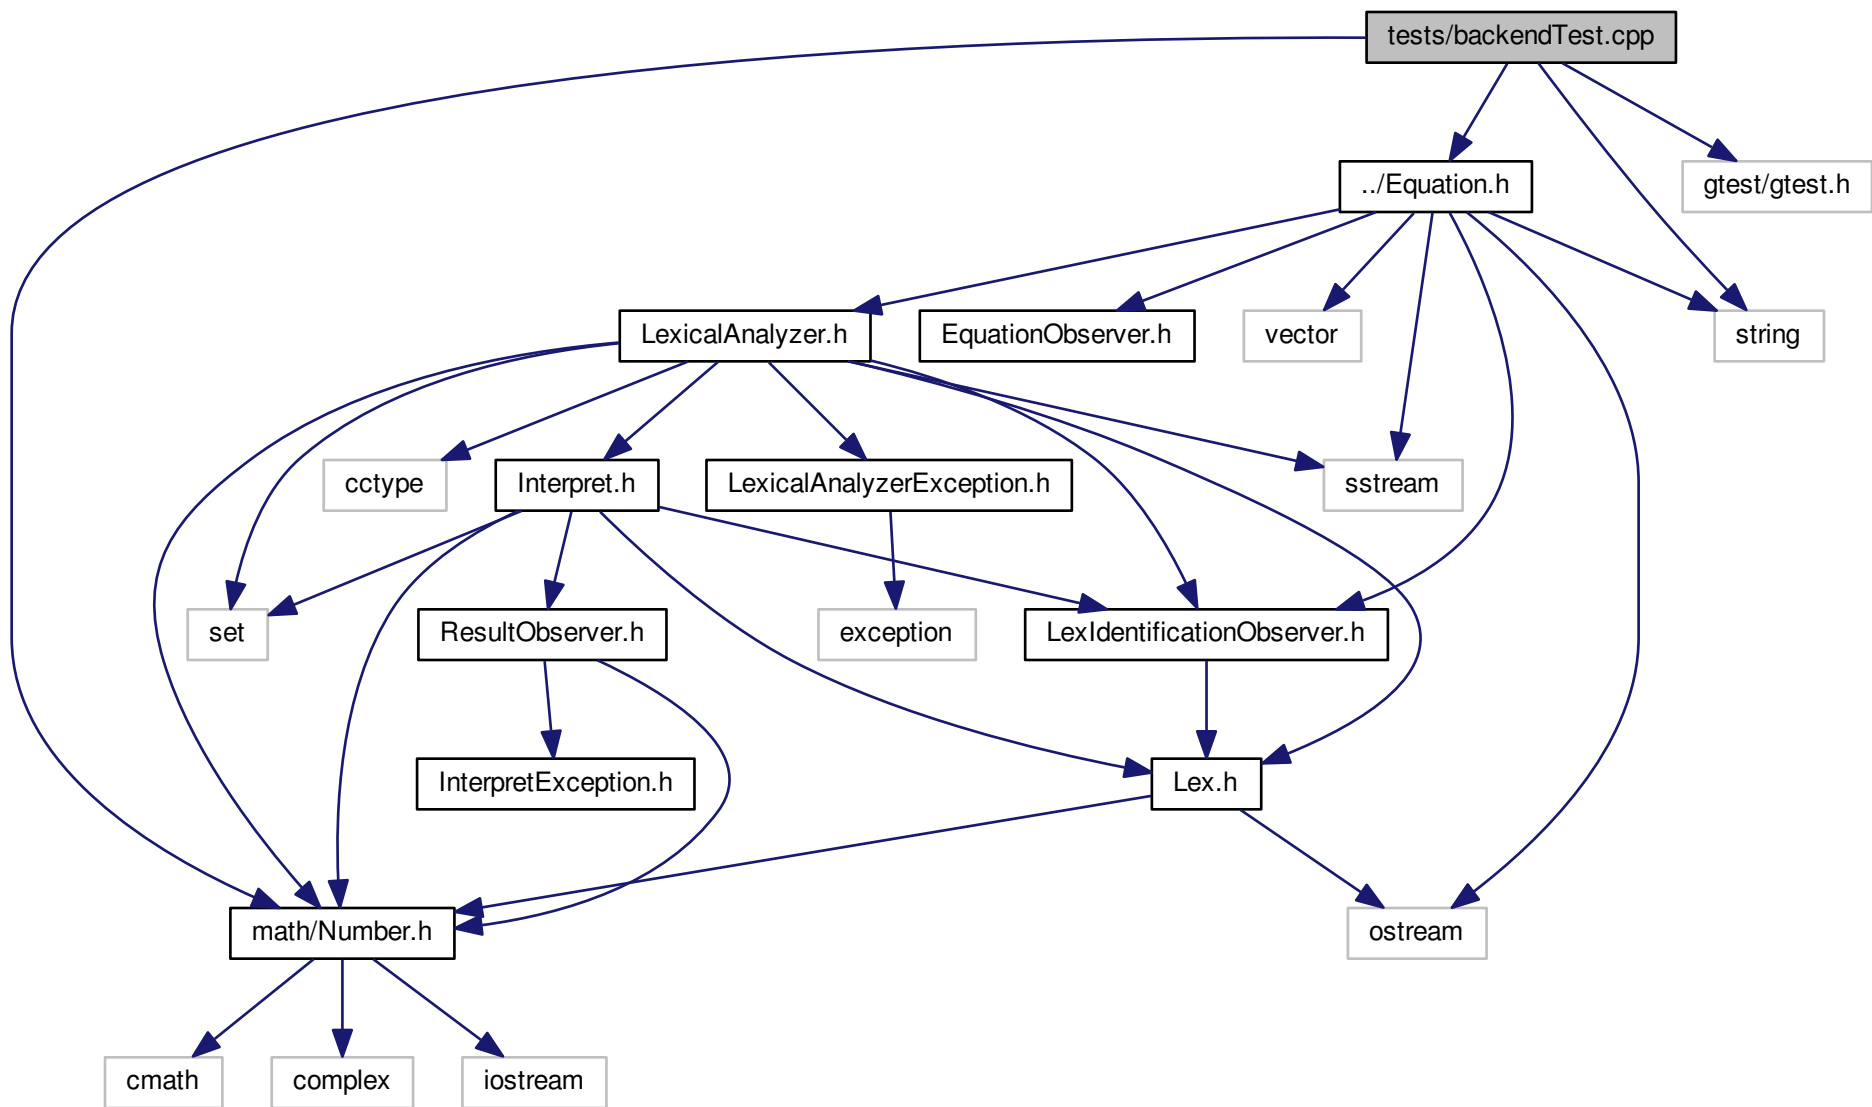 tests/backendTest.cpp
../Equation.h
gtest/gtest.h
LexicalAnalyzer.h
EquationObserver.h
vector
string
cctype
Interpret.h
LexicalAnalyzerException.h
sstream
set
ResultObserver.h
exception
LexIdentificationObserver.h
InterpretException.h
Lex.h
math/Number.h
ostream
cmath
complex
iostream